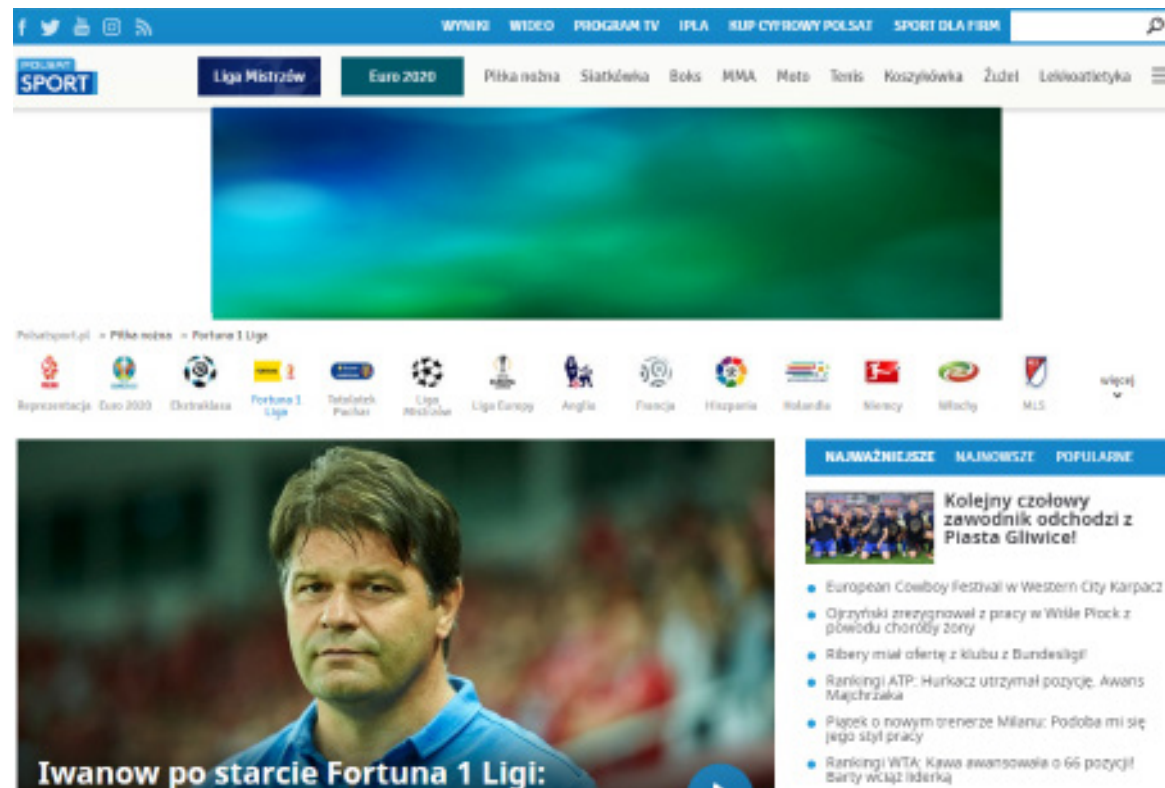 WYNIKI WIDEO PROGRAM TV IPLA KUP CYFROWY POLSAT SPORT DLA FIRM
POLSAT
SPORT
Liga Mistrzów Euro 2020 Piłka nożna Siatkówka Boks MMA Moto Tenis Koszykówka Żużel Lekkoatletyka
Polsatsport.pl » Piłka nożna » Fortuna 1 Liga
Reprezentacja Euro 2020 Ekstraklasa Fortuna 1 Liga Totolotek Puchar Liga Mistrzów Liga Europy Anglia Francja Hiszpania Holandia Niemcy Włochy MLS więcej
Iwanow po starcie Fortuna 1 Ligi:
NAJWAŻNIEJSZE NAJNOWSZE POPULARNE
Kolejny czołowy
zawodnik odchodzi z
Piasta Gliwice!
European Cowboy Festival w Western City Karpacz
Ojrzyński zrezygnował z pracy w Wiśle Płock z
powodu choroby żony
Ribery miał ofertę z klubu z Bundesligi!
Rankingi ATP: Hurkacz utrzymał pozycję, Awans
Majchrzaka
Piątek o nowym trenerze Milanu: Podoba mi się
jego styl pracy
Rankingi WTA: Kawa awansowała o 66 pozycji!
Barty wciąż liderką